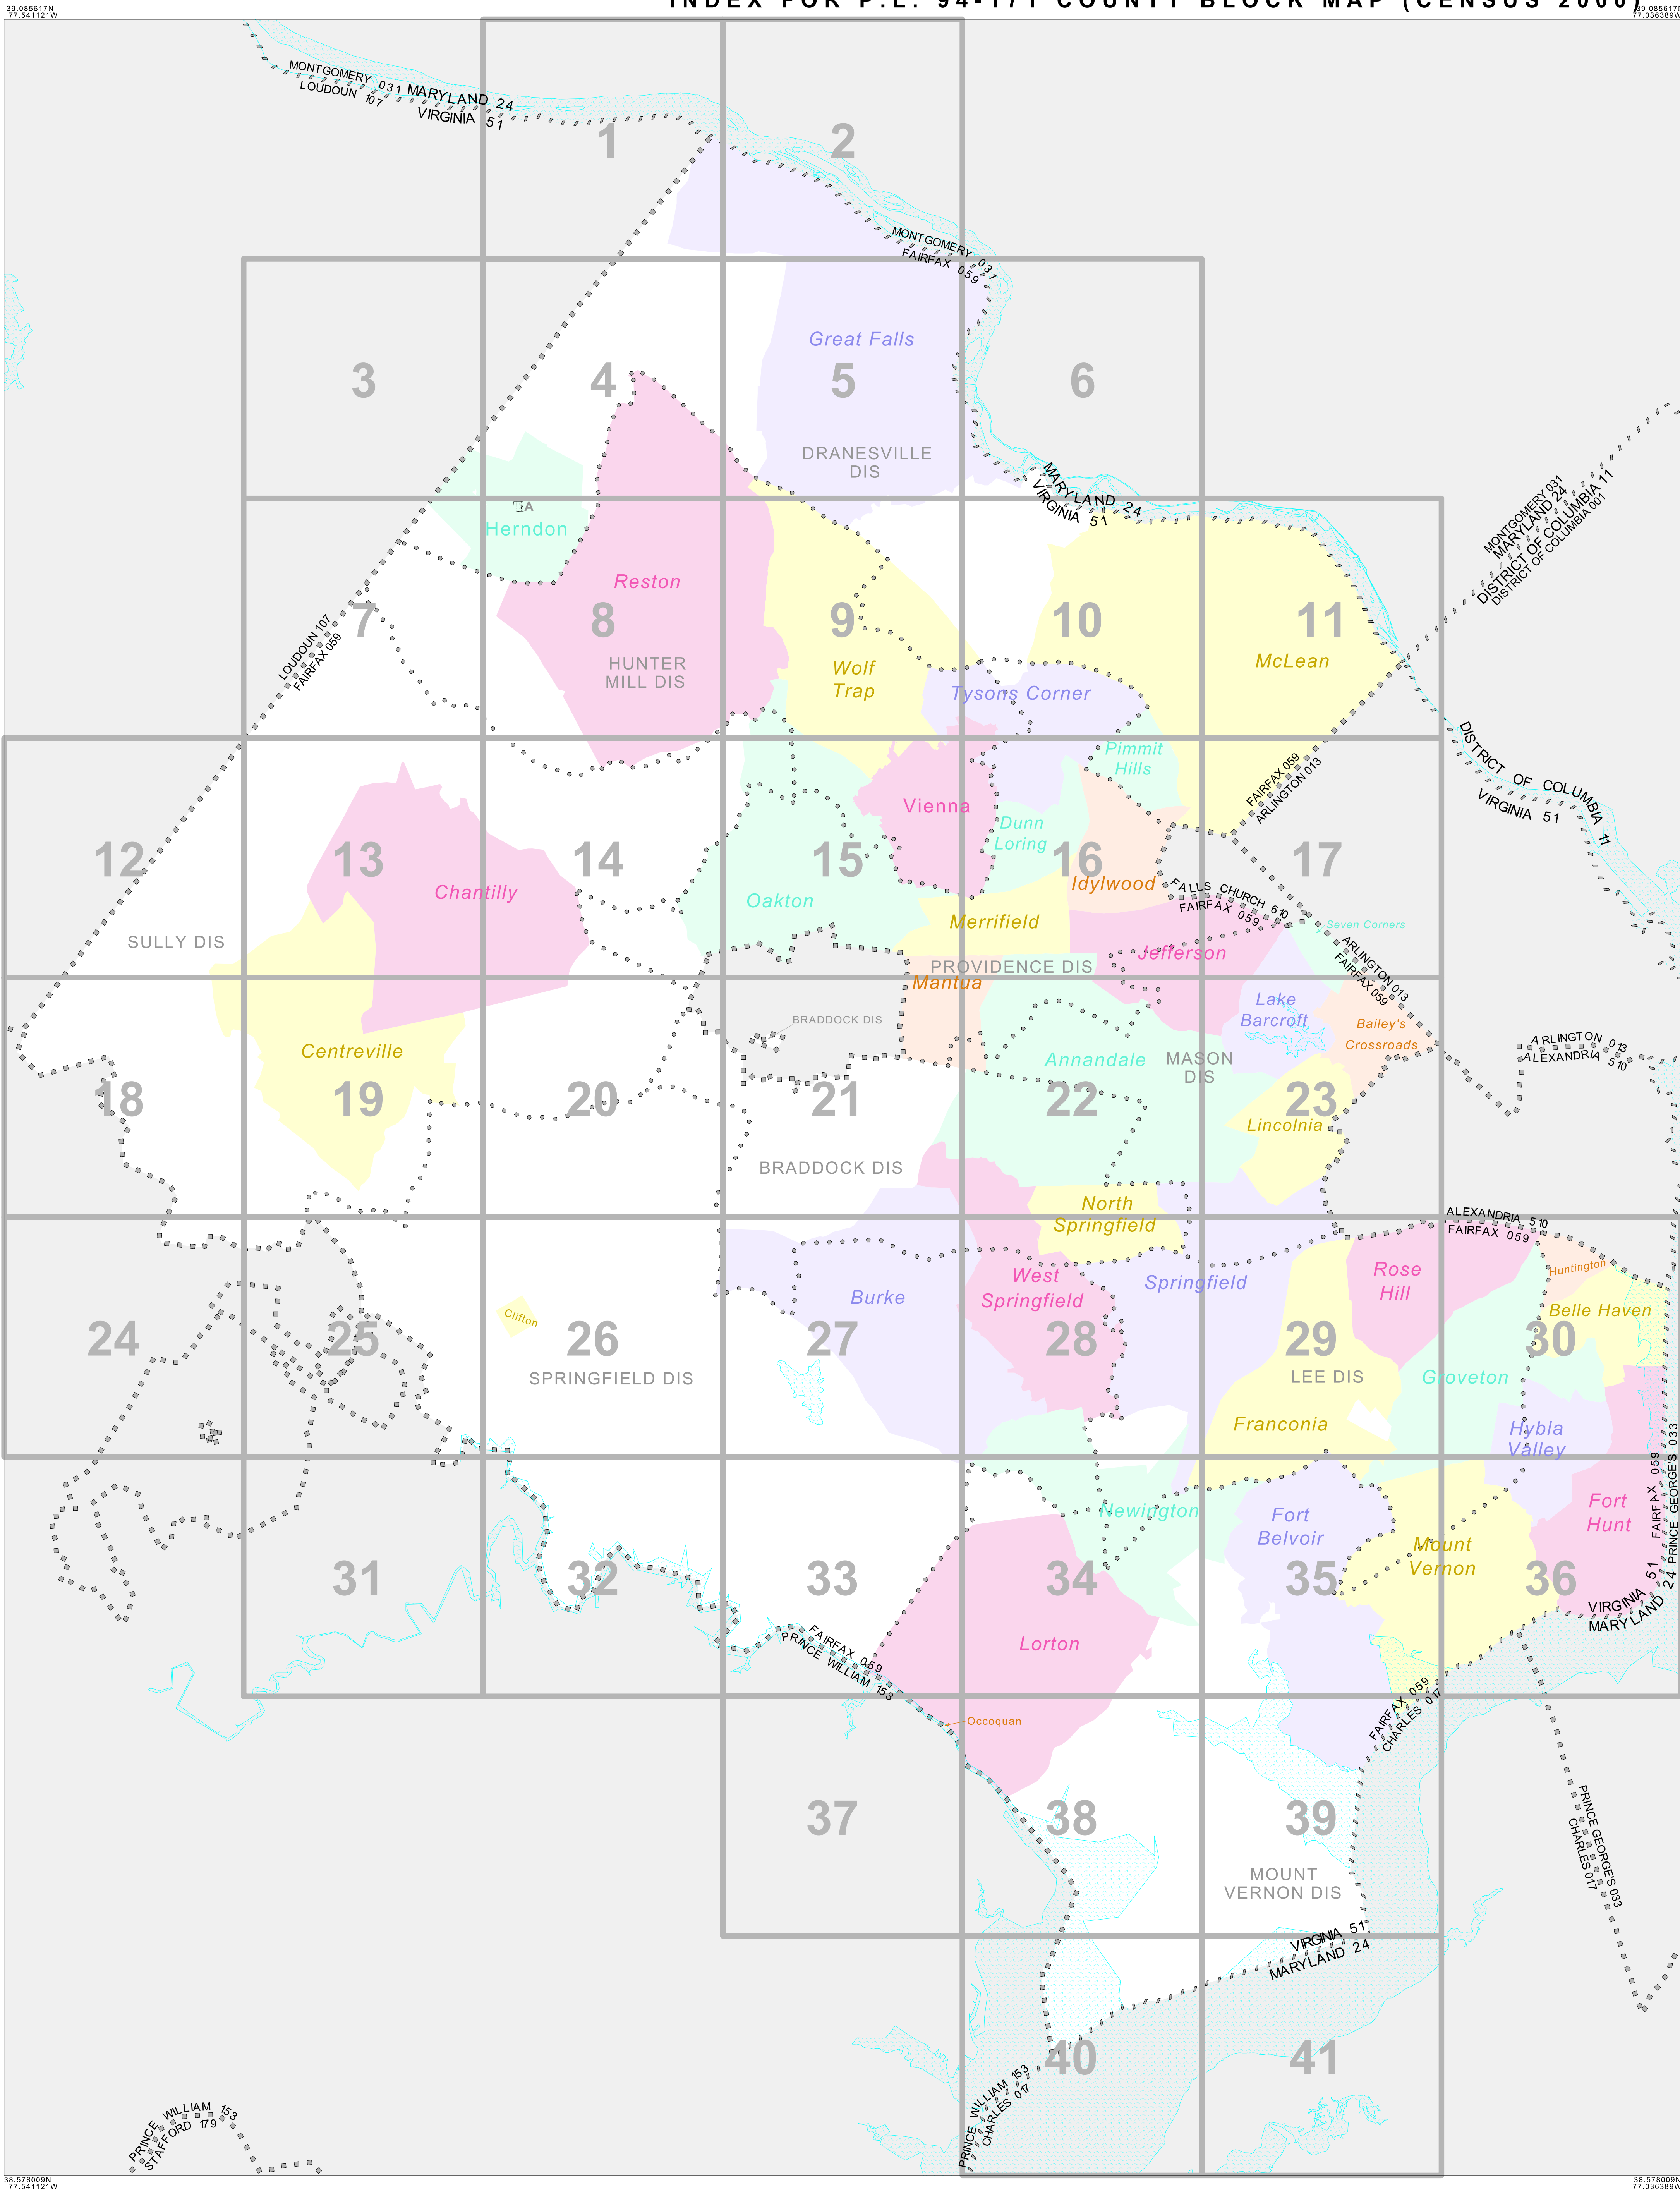 INDEX FOR P.L. 94-171 COUNTY BLOCK MAP (CENSUS 2000)
39.085617N
77.541121W
39.085617N
77.036389W
MONTGOMERY 031
LOUDOUN 107
MARYLAND 24
VIRGINIA 51
1
2
MONTGOMERY 031
FAIRFAX 059
Great Falls
3
4
5
6
DRANESVILLE
DIS
MARYLAND 24
VIRGINIA 51
MONTGOMERY 031
MARYLAND 24
DISTRICT OF COLUMBIA 11
DISTRICT OF COLUMBIA 001
A
Herndon
Reston
7
8
9
10
11
LOUDOUN 107
FAIRFAX 059
HUNTER
MILL DIS
Wolf
Trap
McLean
Tysons Corner
Pimmit
Hills
FAIRFAX 059
ARLINGTON 013
DISTRICT OF COLUMBIA 11
VIRGINIA 51
Vienna
Dunn
Loring
12
13
14
15
16
17
Chantilly
Oakton
Idylwood
FALLS CHURCH 610
FAIRFAX 059
Merrifield
Seven Corners
SULLY DIS
Jefferson
ARLINGTON 013
FAIRFAX 059
PROVIDENCE DIS
Mantua
Lake
Barcroft
BRADDOCK DIS
Bailey's
Crossroads
Centreville
Annandale
MASON
DIS
ARLINGTON 013
ALEXANDRIA 510
18
19
20
21
22
23
Lincolnia
BRADDOCK DIS
North
Springfield
ALEXANDRIA 510
FAIRFAX 059
West
Springfield
Springfield
Rose
Hill
Huntington
Burke
Belle Haven
Clifton
24
25
26
27
28
29
30
SPRINGFIELD DIS
LEE DIS
Groveton
Franconia
Hybla
Valley
FAIRFAX 059
PRINCE GEORGE'S 033
Newington
Fort
Belvoir
Fort
Hunt
Mount
Vernon
31
32
33
34
35
36
VIRGINIA 51
MARYLAND 24
FAIRFAX 059
PRINCE WILLIAM 153
Lorton
Occoquan
FAIRFAX 059
CHARLES 017
37
38
39
PRINCE GEORGE'S 033
CHARLES 017
MOUNT
VERNON DIS
VIRGINIA 51
MARYLAND 24
40
41
PRINCE WILLIAM 153
CHARLES 017
PRINCE WILLIAM 153
STAFFORD 179
38.578009N
77.541121W
38.578009N
77.036389W